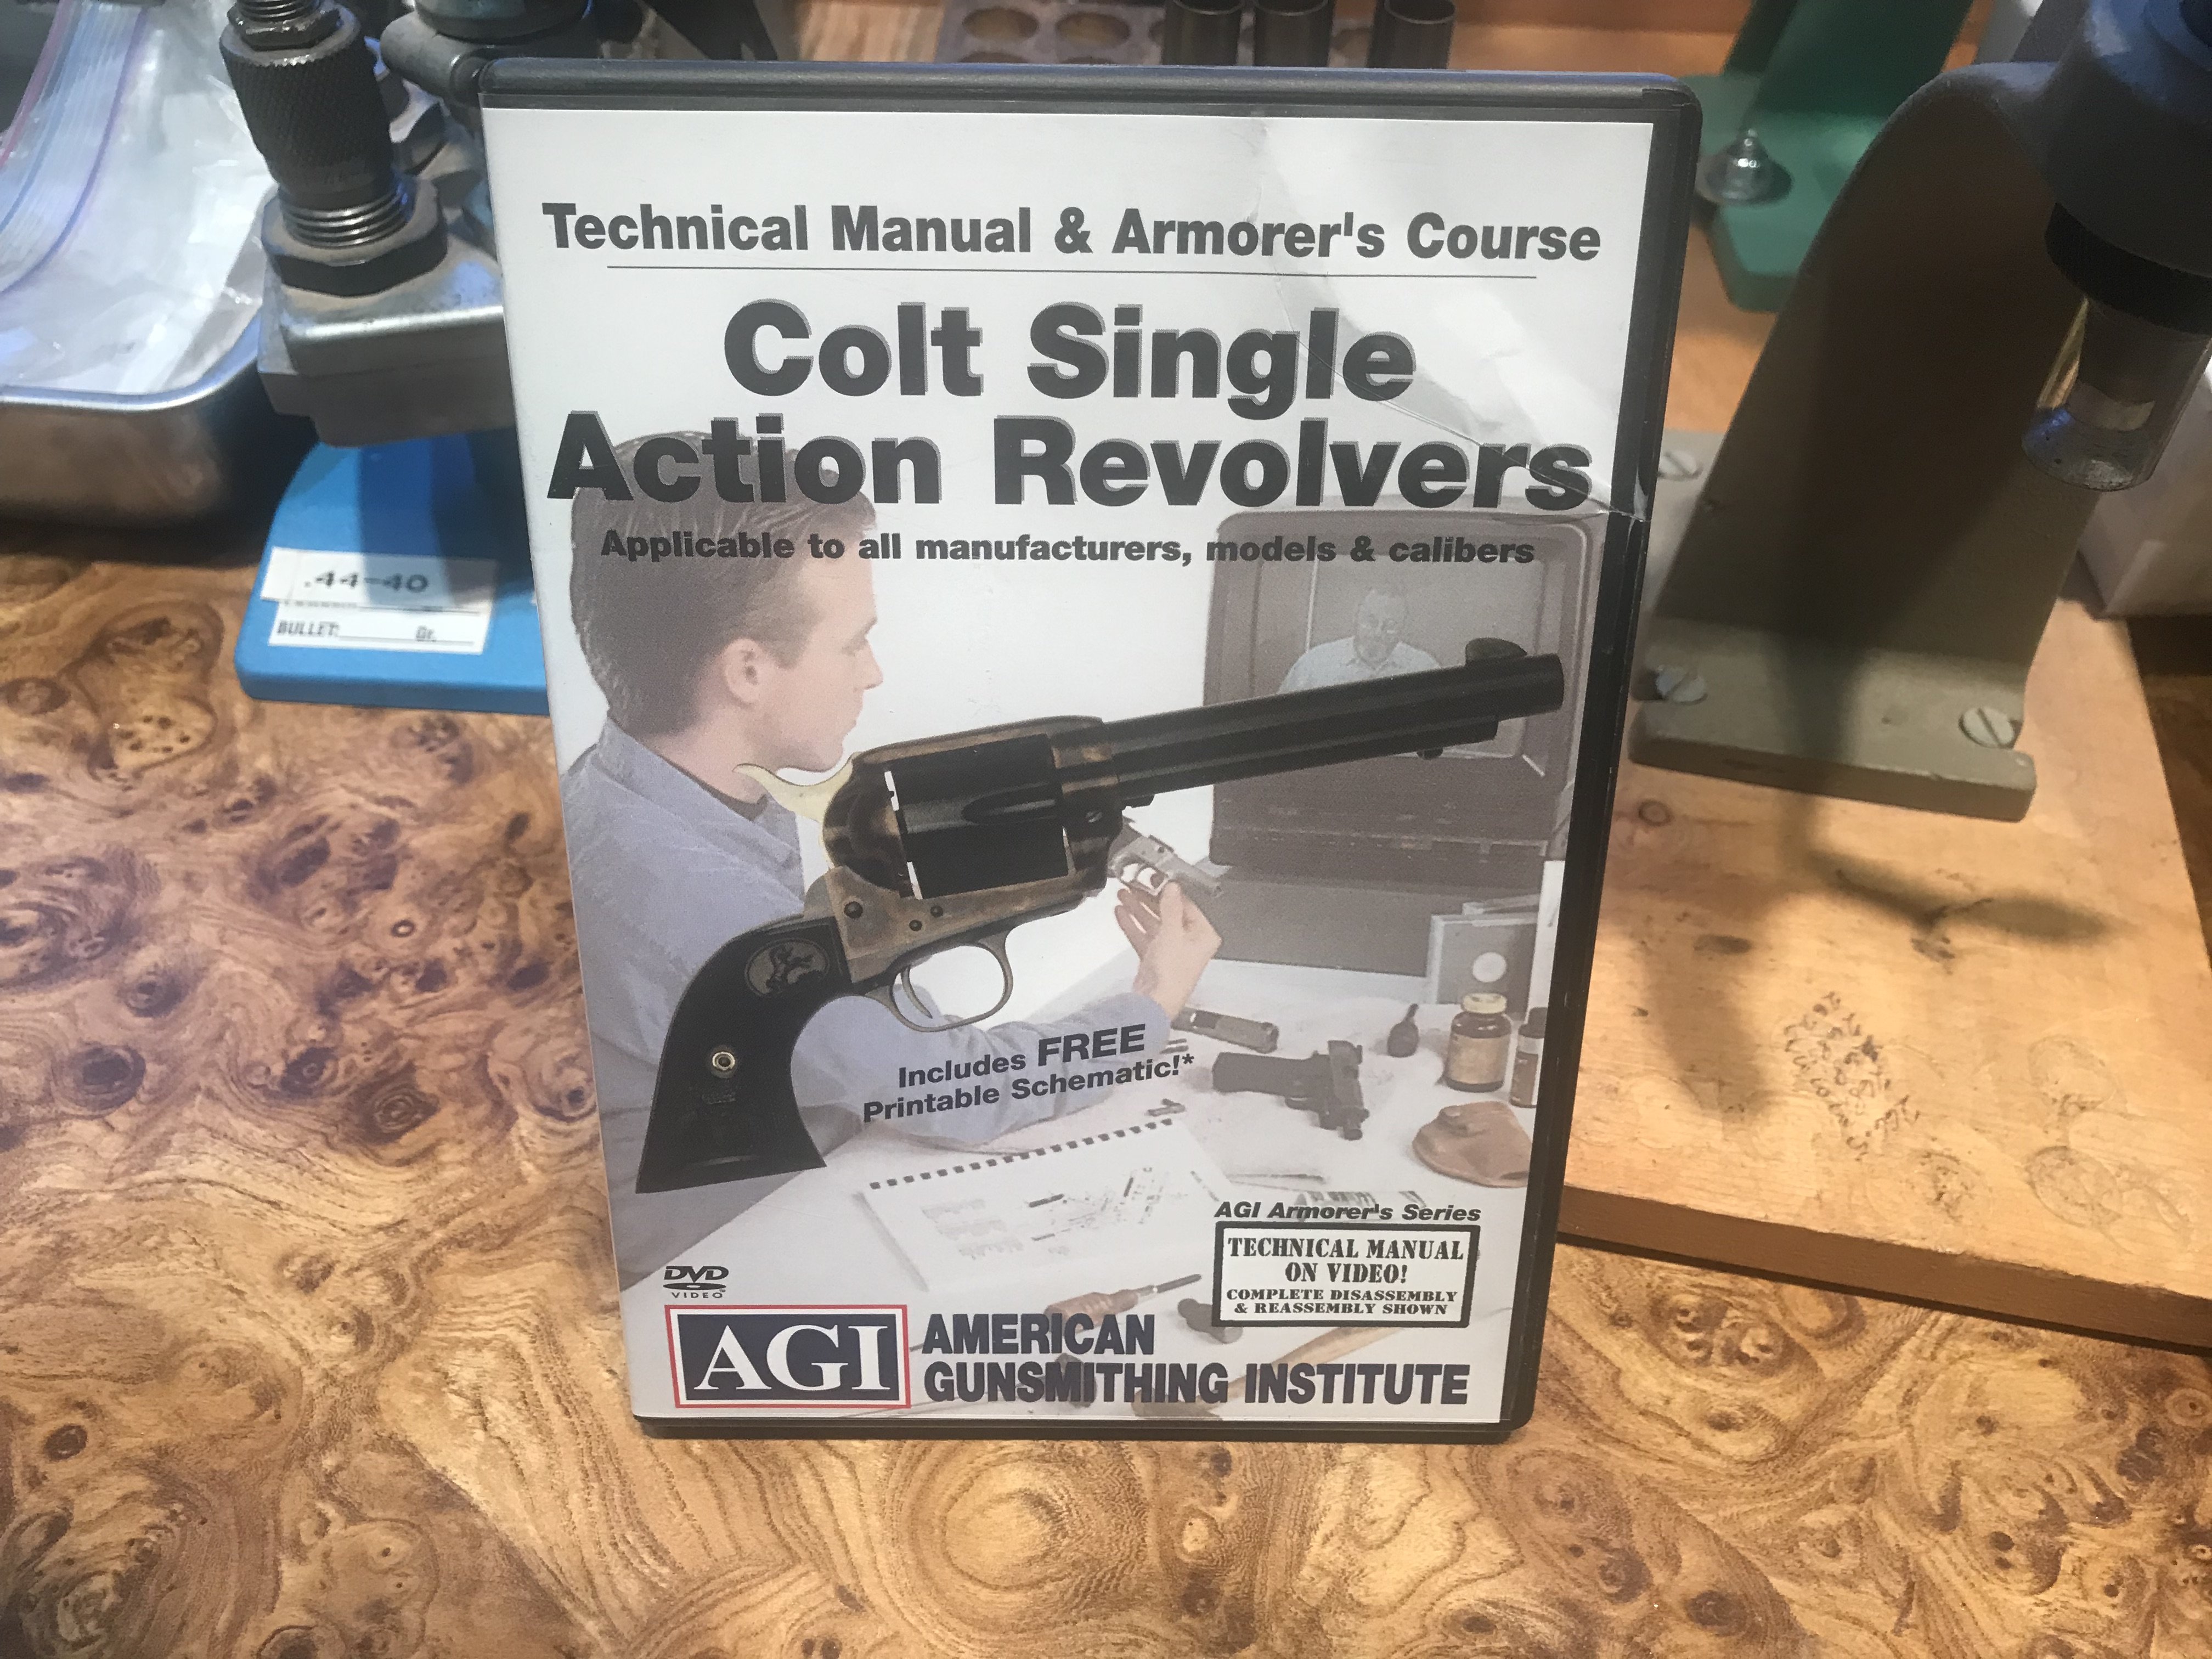 Technical Manual & Armorer's Course
Colt Single
Action Revolvers
Applicable to all manufacturers, models & calibers
.44-40
BULLET: Gr.
Includes FREE
Printable Schematic!*
AGI Armorer's Series
TECHNICAL MANUAL
ON VIDEO!
COMPLETE DISASSEMBLY
& REASSEMBLY SHOWN
DVD
VIDEO
AGI
AMERICAN
GUNSMITHING INSTITUTE